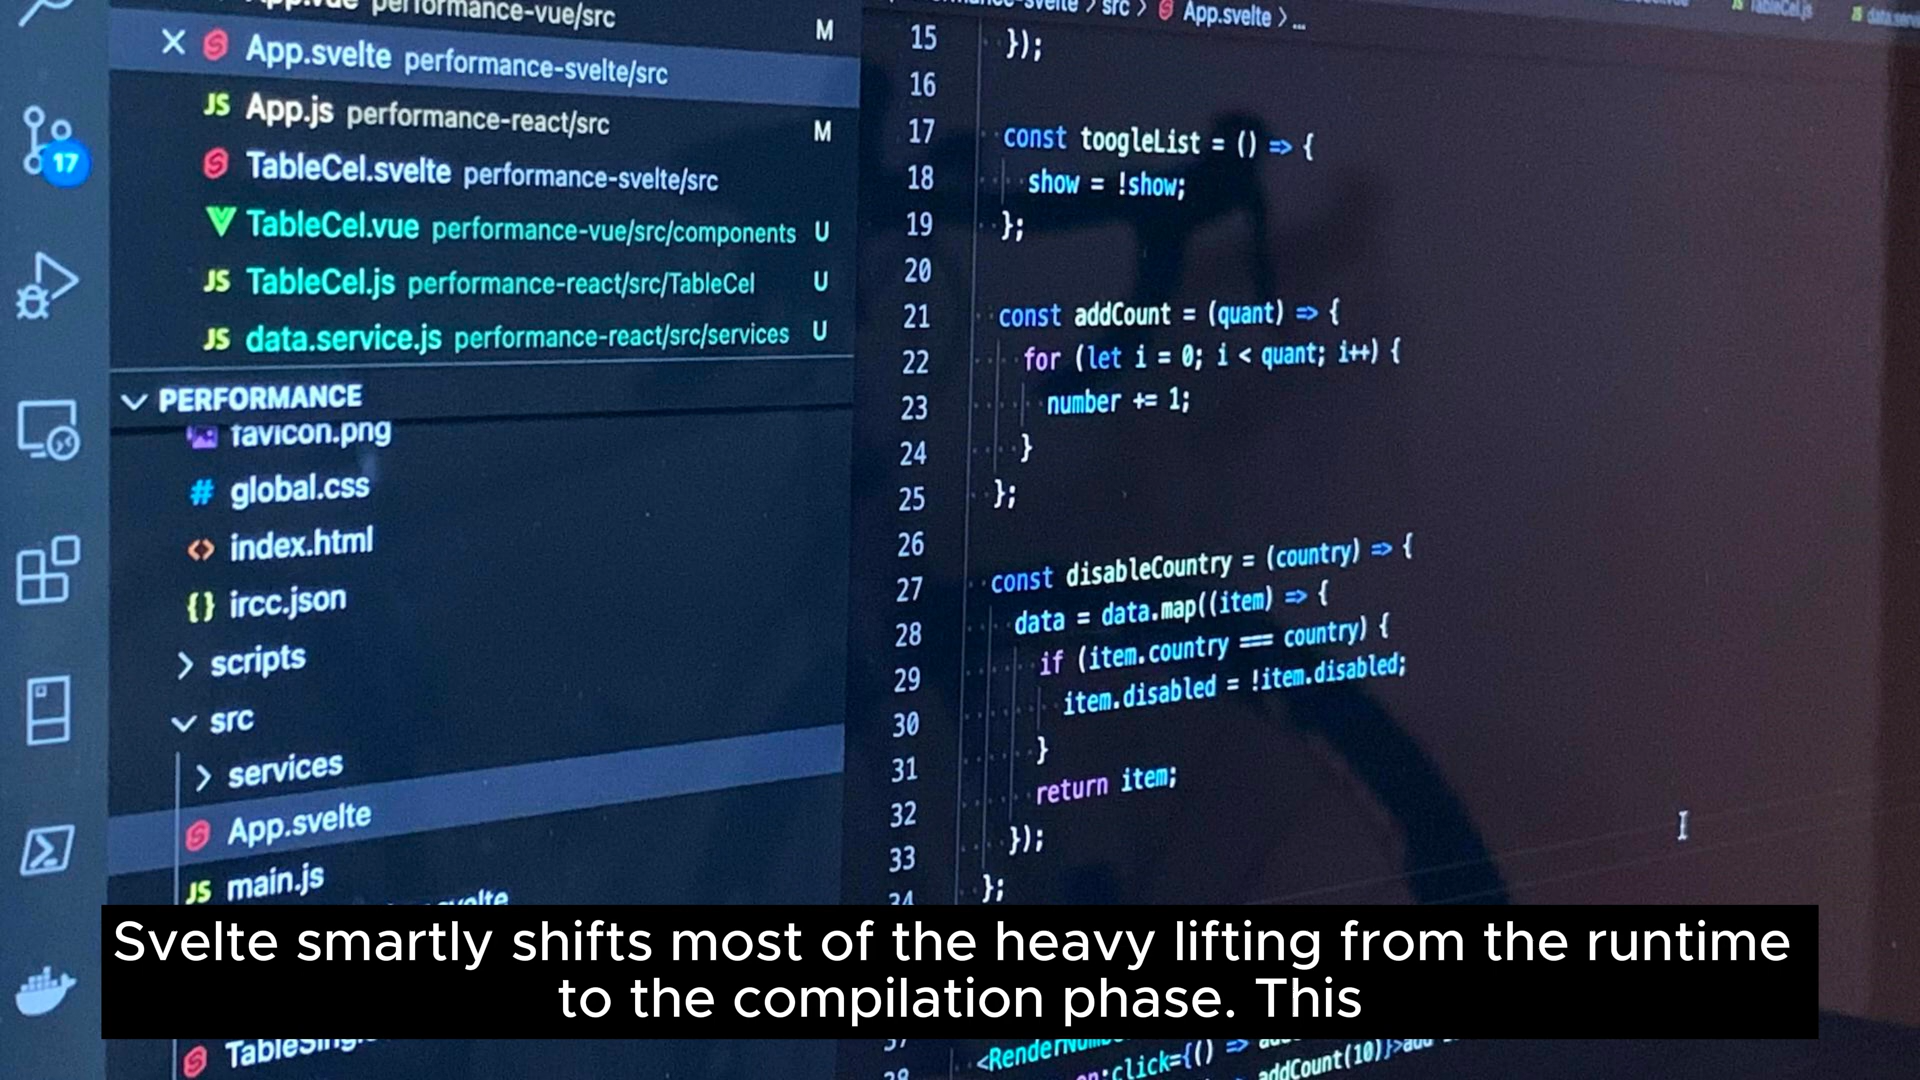 performance-vue/src M
App.svelte performance-svelte/src
App.js performance-react/src M
TableCel.svelte performance-svelte/src
TableCel.vue performance-vue/src/components U
TableCel.js performance-react/src/TableCel U
data.service.js performance-react/src/services U
17
PERFORMANCE
favicon.png
global.css
index.html
ircc.json
scripts
src
services
App.svelte
JS main.js
src > App.svelte > ...
15 });
16
17 const toogleList = () => {
18 show = !show;
19 };
20
21 const addCount = (quant) => {
22 for (let i = 0; i < quant; i++) {
23 number += 1;
24 }
25 };
26
27 const disableCountry = (country) => {
28 data = data.map((item) => {
29 if (item.country === country) {
30 item.disabled = !item.disabled;
31 }
32 return item;
33 });
};
Svelte smartly shifts most of the heavy lifting from the runtime
to the compilation phase. This
click={() =>
addCount(10)}>add